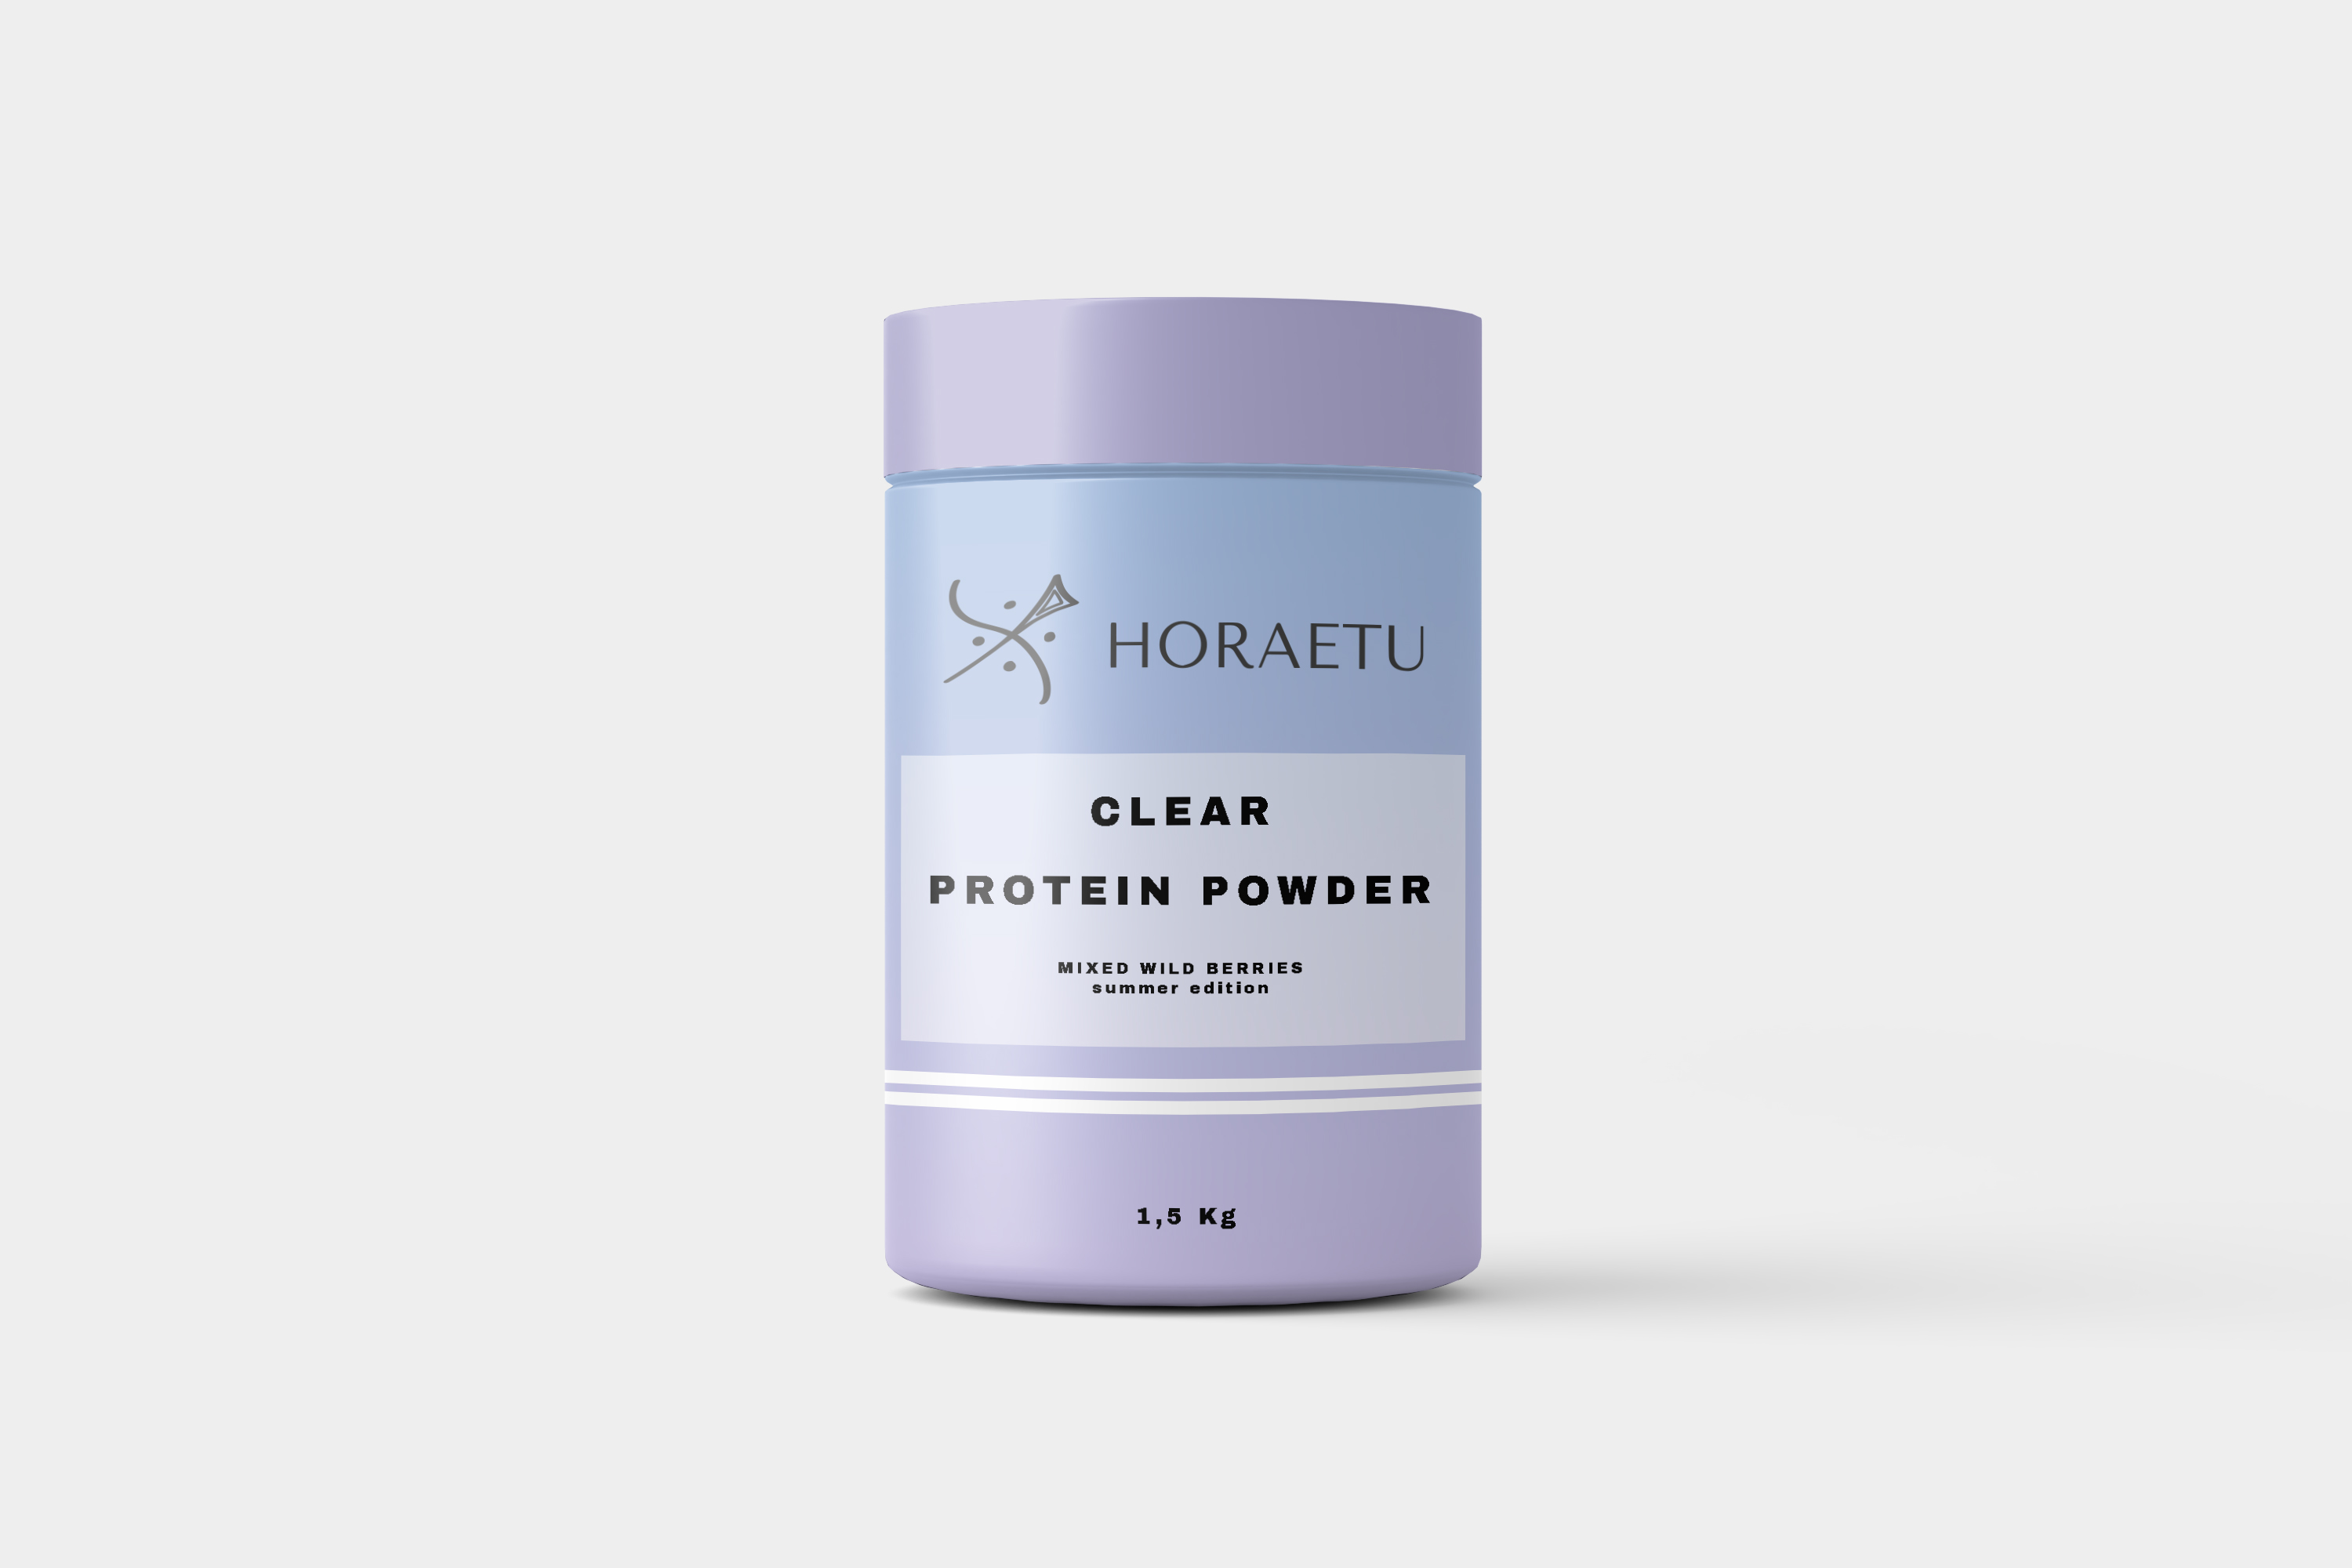 HORAETU
CLEAR
PROTEIN POWDER
MIXED WILD BERRIES
summer edition
1,5 Kg